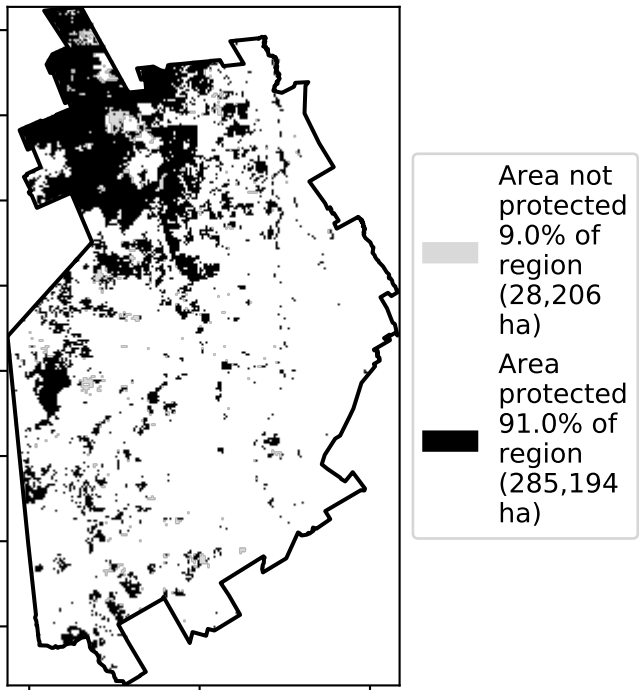 Area not
protected
9.0% of
region
(28,206
ha)
Area
protected
91.0% of
region
(285,194
ha)